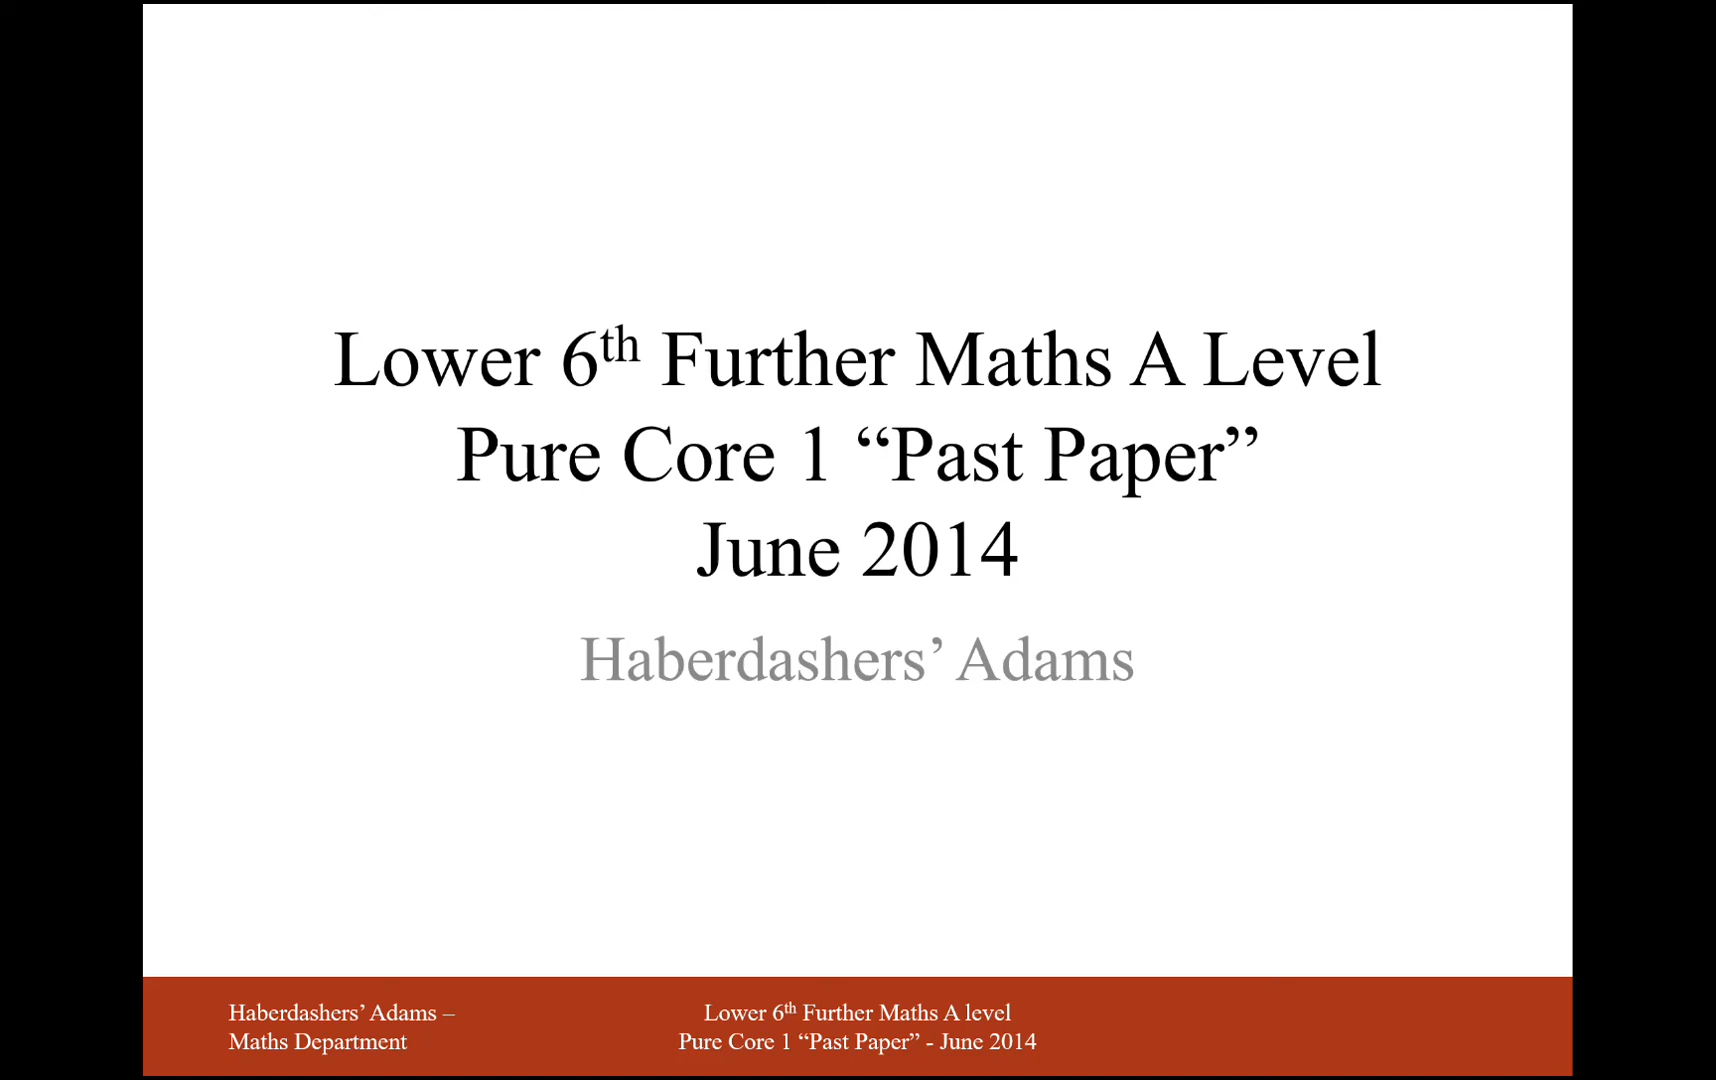 Lower 6th Further Maths A Level
Pure Core 1 “Past Paper”
June 2014
Haberdashers’ Adams
Haberdashers’ Adams –
Maths Department
Lower 6th Further Maths A level
Pure Core 1 “Past Paper” - June 2014